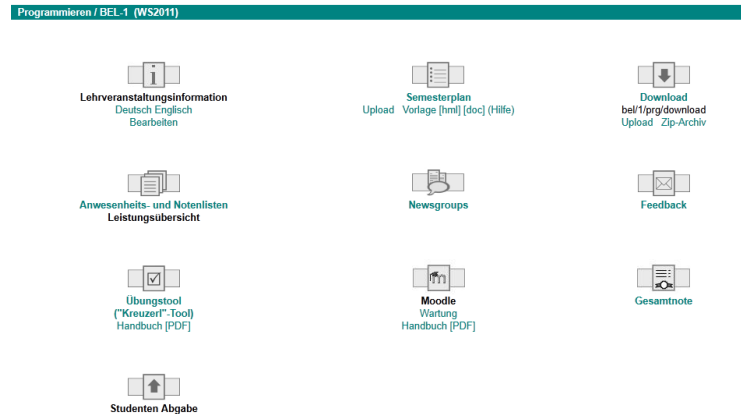 Programmieren / BEL-1 (WS2011)
Lehrveranstaltungsinformation
Deutsch Englisch
Bearbeiten
Semesterplan
Upload Vorlage [hml] [doc] (Hilfe)
Download
bel/1/prg/download
Upload Zip-Archiv
Anwesenheits- und Notenlisten
Leistungsübersicht
Newsgroups
Feedback
Übungstool
("Kreuzerl"-Tool)
Handbuch [PDF]
Moodle
Wartung
Handbuch [PDF]
Gesamtnote
Studenten Abgabe